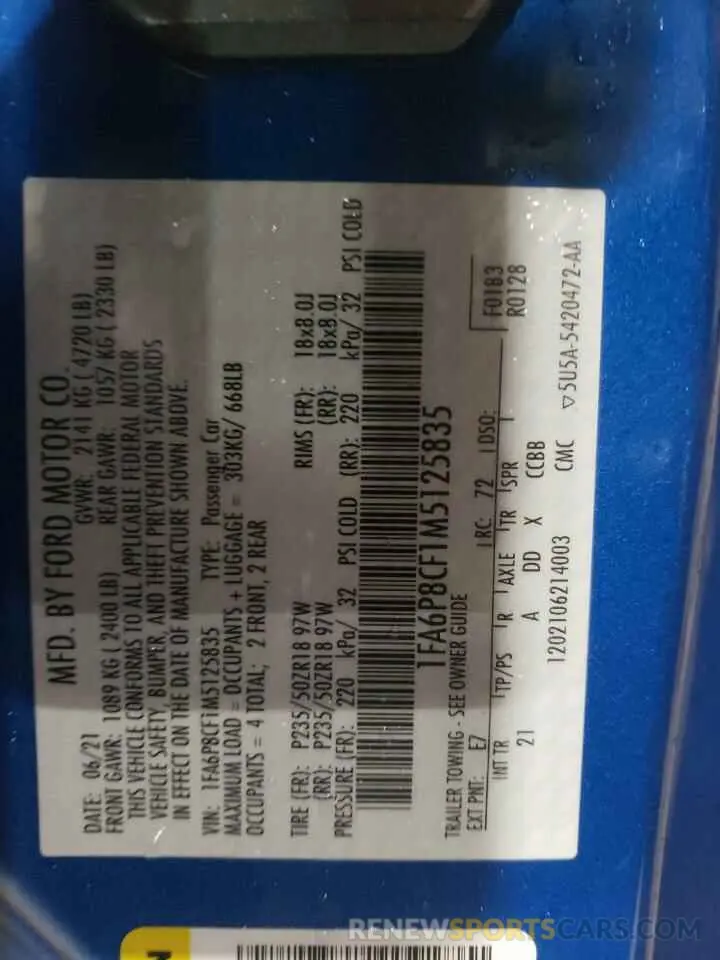 MFD. BY FORD MOTOR CO.
DATE: 06/21 GVWR: 2141 KG ( 4720 LB)
FRONT GAWR: 1089 KG ( 2400 LB) REAR GAWR: 1057 KG ( 2330 LB)
THIS VEHICLE CONFORMS TO ALL APPLICABLE FEDERAL MOTOR
VEHICLE SAFETY, BUMPER, AND THEFT PREVENTION STANDARDS
IN EFFECT ON THE DATE OF MANUFACTURE SHOWN ABOVE.
VIN: 1FA6P8CF1M5125835 TYPE: Passenger Car
MAXIMUM LOAD = OCCUPANTS + LUGGAGE = 303KG/ 668LB
OCCUPANTS = 4 TOTAL; 2 FRONT, 2 REAR
TIRE (FR): P235/50ZR18 97W RIMS (FR): 18x8.0J
(RR): P235/50ZR18 97W (RR): 18x8.0J
PRESSURE (FR): 220 kPa/ 32 PSI COLD (RR): 220 kPa/ 32 PSI COLD
1FA6P8CF1M5125835
TRAILER TOWING - SEE OWNER GUIDE F0183
EXT PNT: E7 RC: 72 DSO: R0128
INT TR TP/PS R AXLE TR SPR
21 A DD X CCBB
1202106214003 CMC ▽5U5A-5420472-AA
RENEWSPORTSCARS.COM